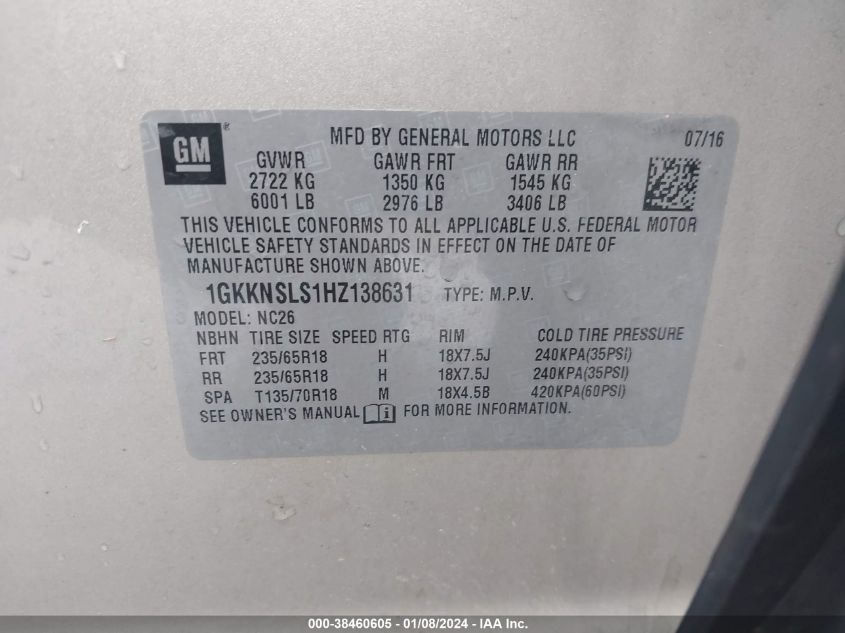 GM ®
MFD BY GENERAL MOTORS LLC 07/16
GVWR GAWR FRT GAWR RR
2722 KG 1350 KG 1545 KG
6001 LB 2976 LB 3406 LB
THIS VEHICLE CONFORMS TO ALL APPLICABLE U.S. FEDERAL MOTOR
VEHICLE SAFETY STANDARDS IN EFFECT ON THE DATE OF
MANUFACTURE SHOWN ABOVE.
1GKKNSLS1HZ138631 TYPE: M.P.V.
MODEL: NC26
NBHN TIRE SIZE SPEED RTG RIM COLD TIRE PRESSURE
FRT 235/65R18 H 18X7.5J 240KPA(35PSI)
RR 235/65R18 H 18X7.5J 240KPA(35PSI)
SPA T135/70R18 M 18X4.5B 420KPA(60PSI)
SEE OWNER'S MANUAL i FOR MORE INFORMATION.
000-38460605 - 01/08/2024 - IAA Inc.